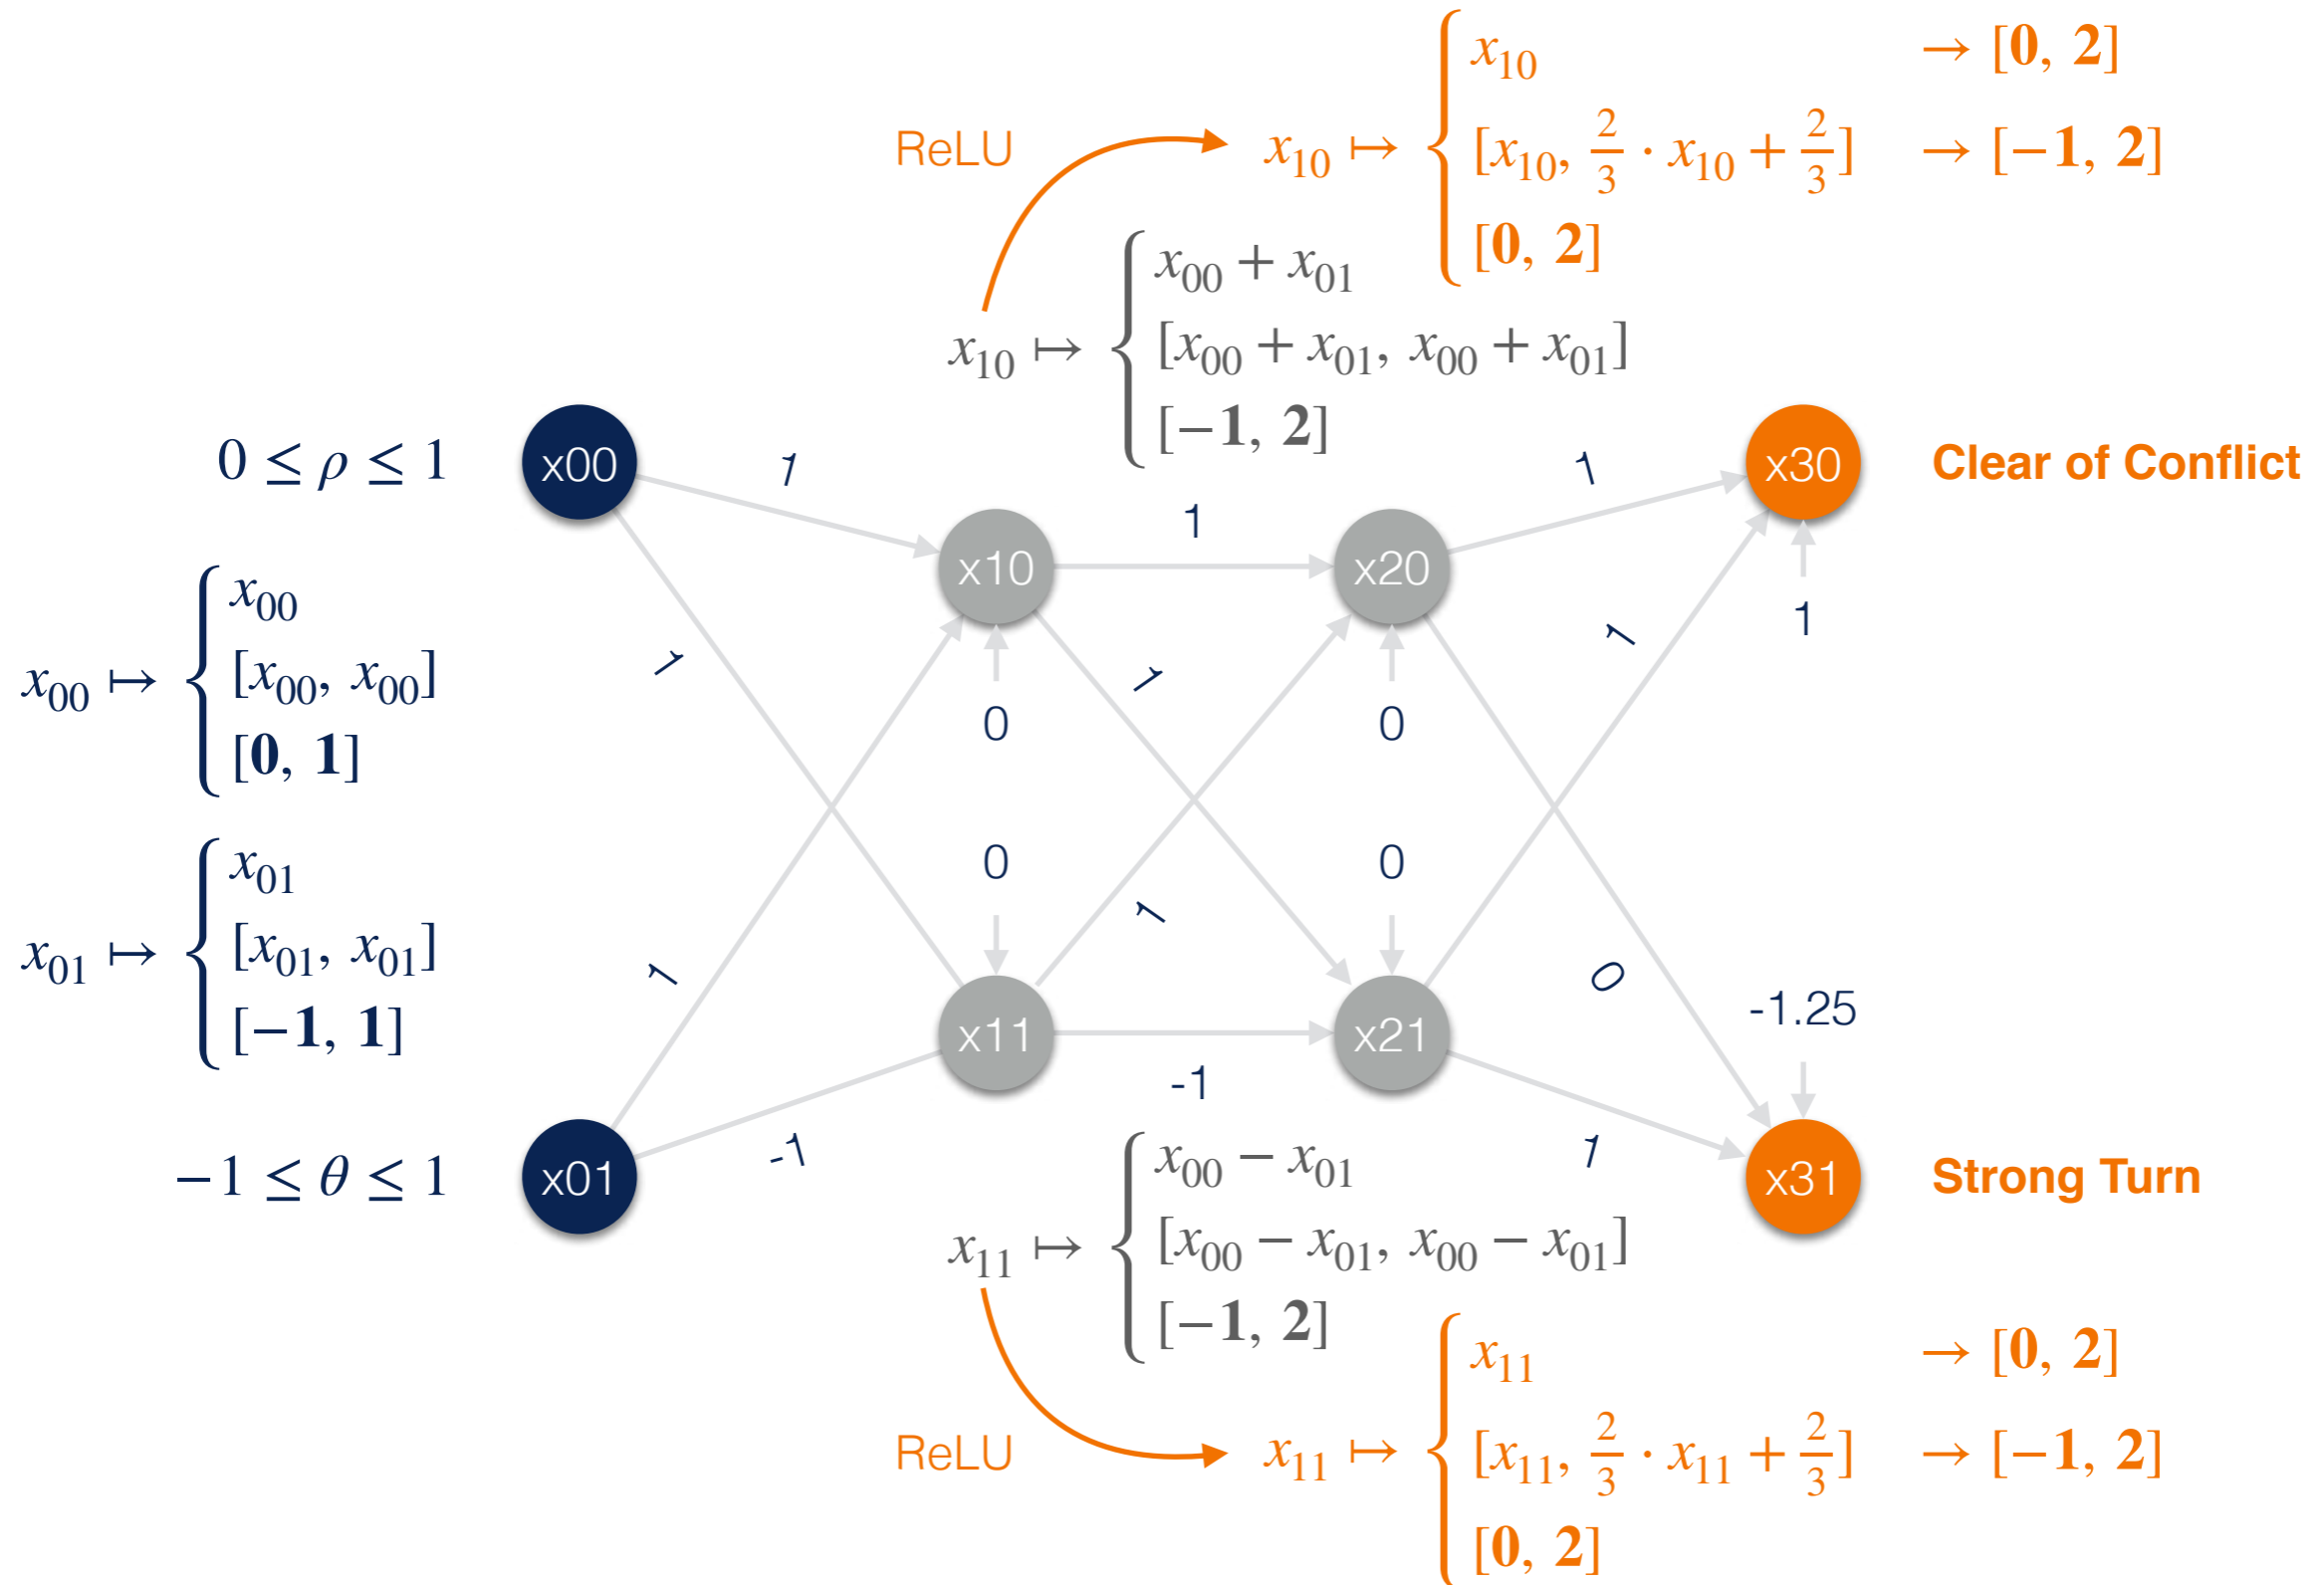 x₁₀ → [0, 2]
ReLU x₁₀ ↦ { [x₁₀, 2/3 · x₁₀ + 2/3] → [−1, 2]
[0, 2]
x₀₀ + x₀₁
x₁₀ ↦ { [x₀₀ + x₀₁, x₀₀ + x₀₁]
[−1, 2]
0 ≤ ρ ≤ 1 x00 1 1 x30 Clear of Conflict
1
x10 x20
x₀₀ 1 1 1 1
x₀₀ ↦ { [x₀₀, x₀₀]
[0, 1] 0 0
x₀₁ 0 0
x₀₁ ↦ { [x₀₁, x₀₁] 1 1 0
[−1, 1] -1.25
x11 x21
-1
−1 ≤ θ ≤ 1 x01 -1 1 x31 Strong Turn
x₀₀ − x₀₁
x₁₁ ↦ { [x₀₀ − x₀₁, x₀₀ − x₀₁]
[−1, 2]
x₁₁ → [0, 2]
ReLU x₁₁ ↦ { [x₁₁, 2/3 · x₁₁ + 2/3] → [−1, 2]
[0, 2]